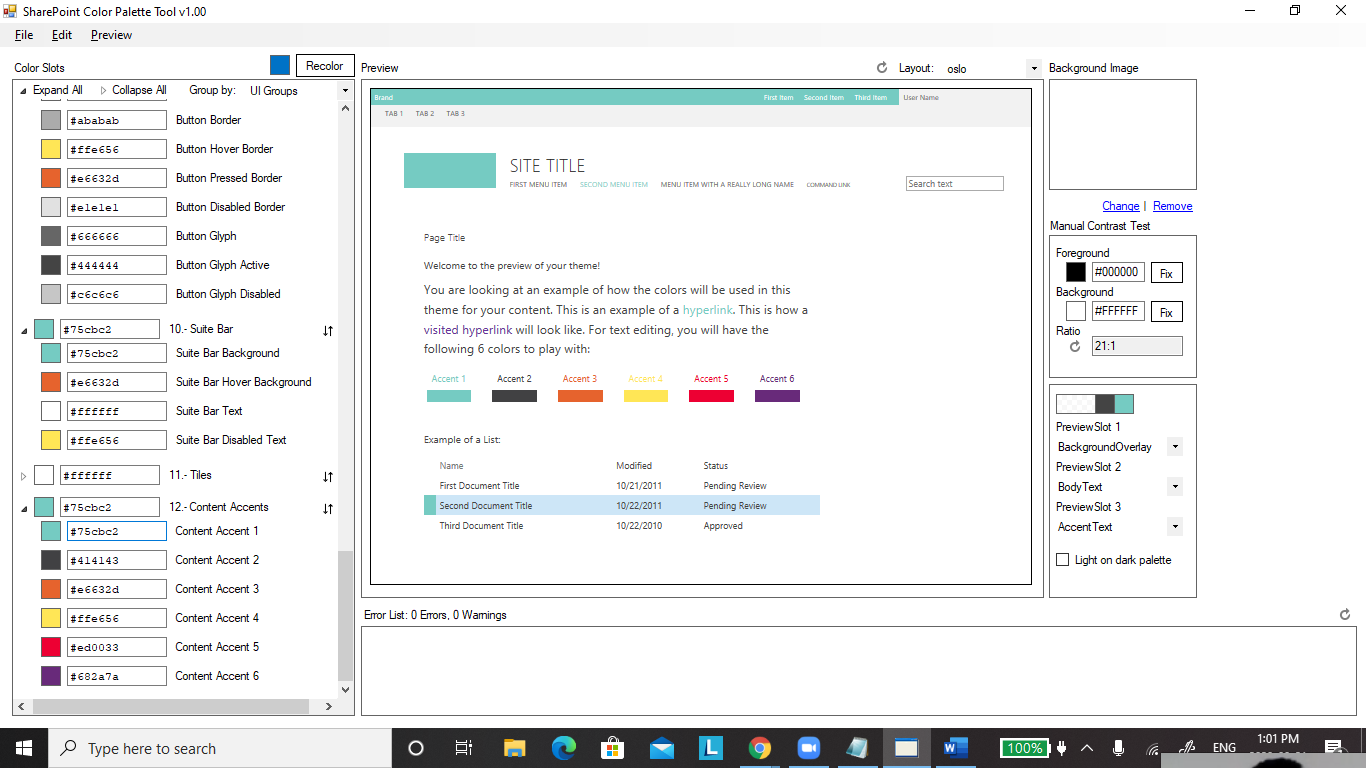 SharePoint Color Palette Tool v1.00
File Edit Preview
Color Slots Recolor
Expand All Collapse All Group by: UI Groups
#ababab Button Border
#ffe656 Button Hover Border
#e6632d Button Pressed Border
#e1e1e1 Button Disabled Border
#666666 Button Glyph
#444444 Button Glyph Active
#c6c6c6 Button Glyph Disabled
#75cbc2 10.- Suite Bar
#75cbc2 Suite Bar Background
#e6632d Suite Bar Hover Background
#ffffff Suite Bar Text
#ffe656 Suite Bar Disabled Text
#ffffff 11.- Tiles
#75cbc2 12.- Content Accents
#75cbc2 Content Accent 1
#414143 Content Accent 2
#e6632d Content Accent 3
#ffe656 Content Accent 4
#ed0033 Content Accent 5
#682a7a Content Accent 6
Preview Layout: oslo
Brand First Item Second Item Third Item User Name
TAB 1 TAB 2 TAB 3
SITE TITLE
FIRST MENU ITEM SECOND MENU ITEM MENU ITEM WITH A REALLY LONG NAME COMMAND LINK
Search text
Page Title
Welcome to the preview of your theme!
You are looking at an example of how the colors will be used in this
theme for your content. This is an example of a hyperlink. This is how a
visited hyperlink will look like. For text editing, you will have the
following 6 colors to play with:
Accent 1 Accent 2 Accent 3 Accent 4 Accent 5 Accent 6
Example of a List:
Name Modified Status
First Document Title 10/21/2011 Pending Review
Second Document Title 10/22/2011 Pending Review
Third Document Title 10/22/2010 Approved
Background Image
Change | Remove
Manual Contrast Test
Foreground
#000000 Fix
Background
#FFFFFF Fix
Ratio
21:1
PreviewSlot 1
BackgroundOverlay
PreviewSlot 2
BodyText
PreviewSlot 3
AccentText
Light on dark palette
Error List: 0 Errors, 0 Warnings
Type here to search
L
W
100%
ENG
1:01 PM